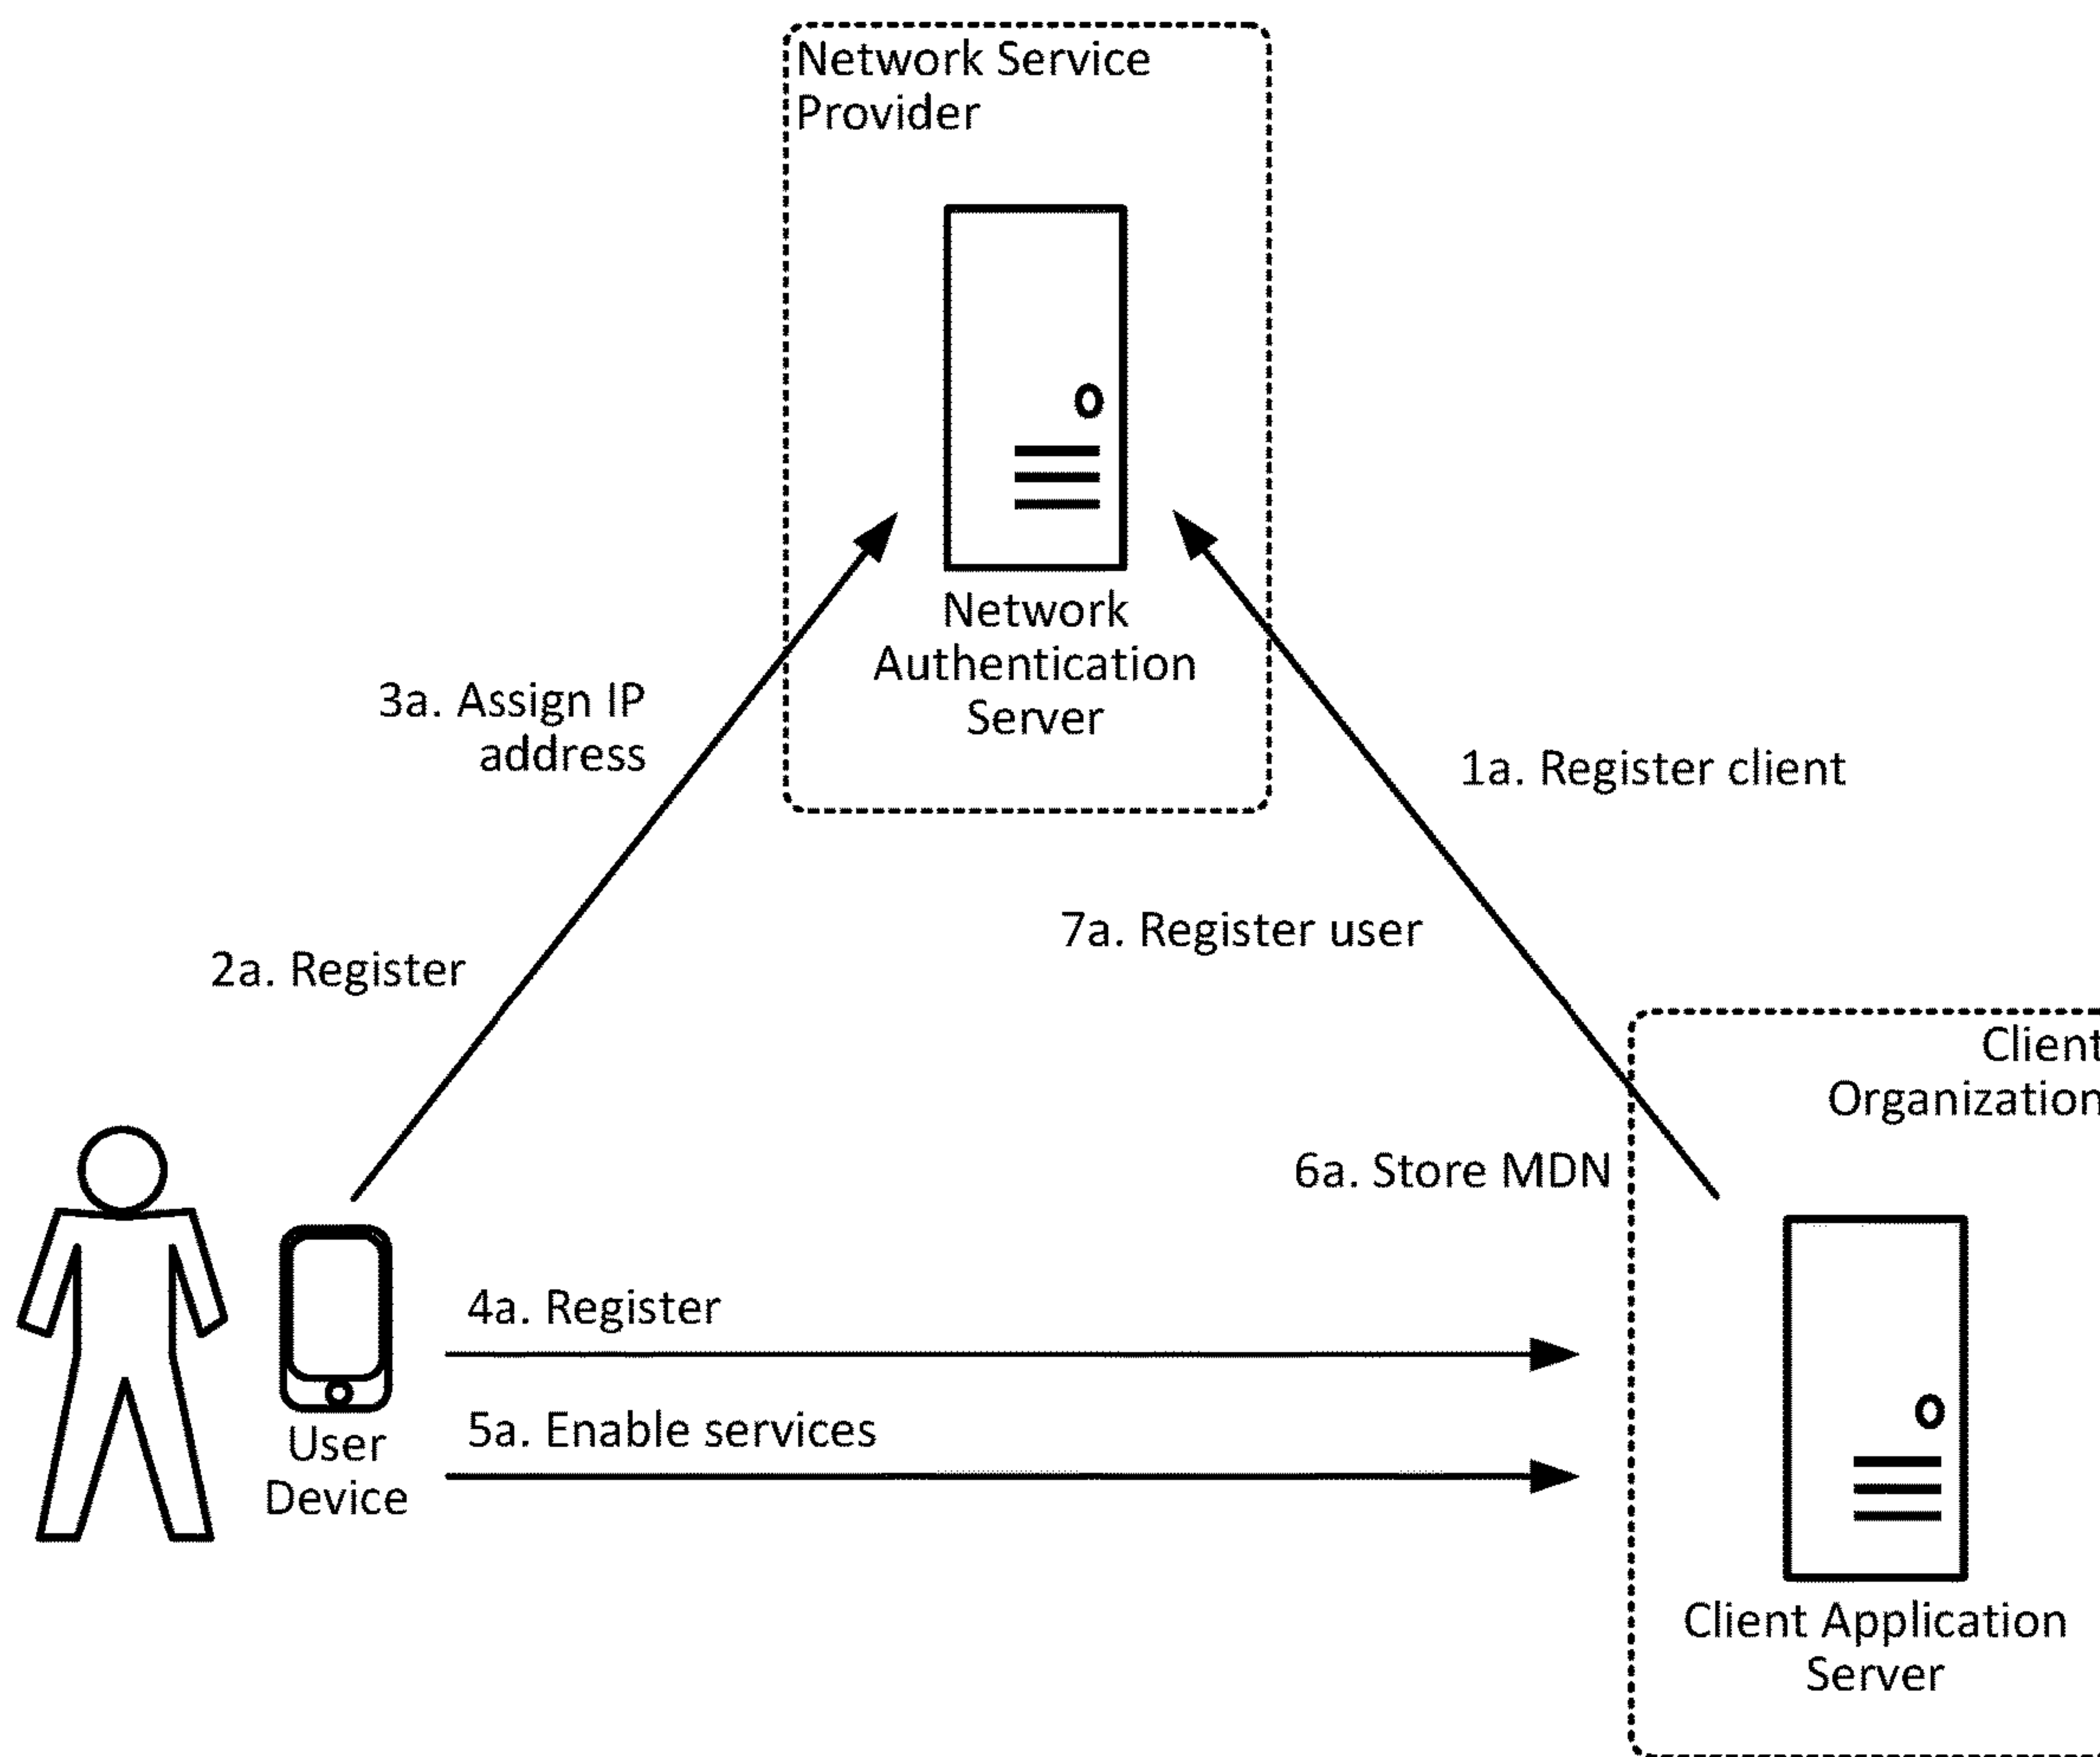 Network Service
Provider
Network
Authentication
Server
3a. Assign IP
address
1a. Register client
7a. Register user
2a. Register
Client
Organization
6a. Store MDN
4a. Register
5a. Enable services
User
Device
Client Application
Server